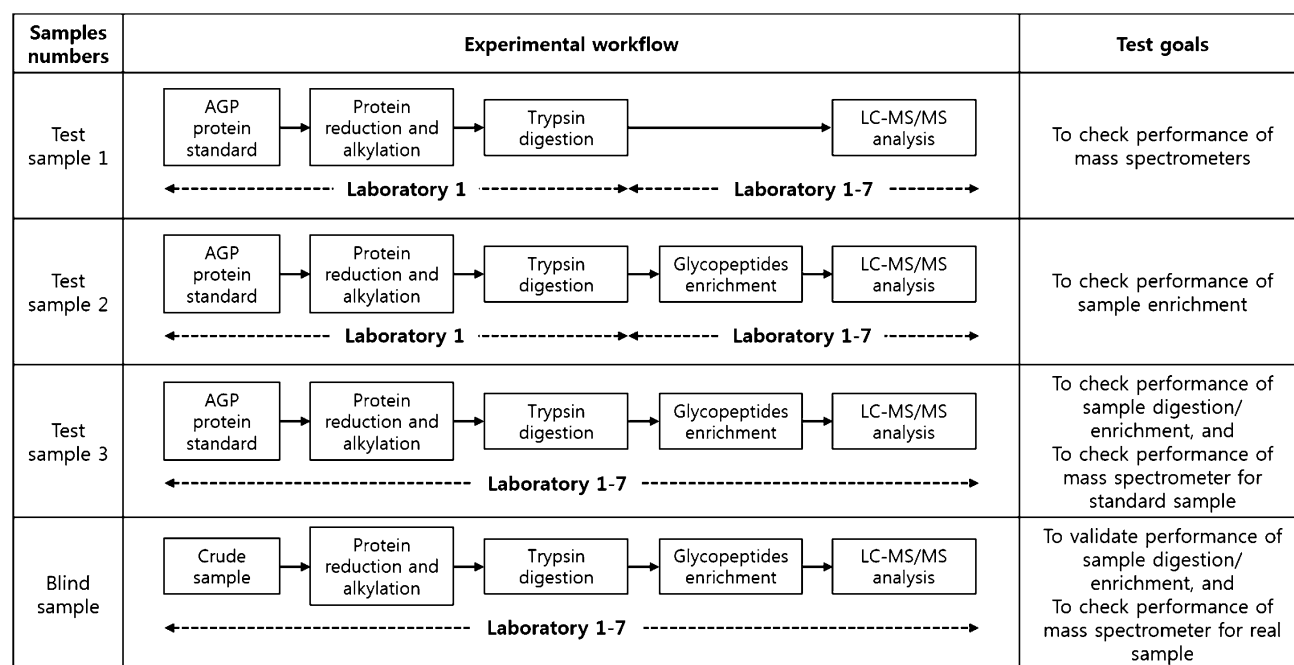 Samples numbers
Experimental workflow
Test goals
Test
sample 1
AGP
protein
standard
Protein
reduction and
alkylation
Trypsin
digestion
LC-MS/MS
analysis
Laboratory 1
Laboratory 1-7
To check performance of
mass spectrometers
Test
sample 2
AGP
protein
standard
Protein
reduction and
alkylation
Trypsin
digestion
Glycopeptides
enrichment
LC-MS/MS
analysis
Laboratory 1
Laboratory 1-7
To check performance of
sample enrichment
Test
sample 3
AGP
protein
standard
Protein
reduction and
alkylation
Trypsin
digestion
Glycopeptides
enrichment
LC-MS/MS
analysis
Laboratory 1-7
To check performance of
sample digestion/
enrichment, and
To check performance of
mass spectrometer for
standard sample
Blind
sample
Crude
sample
Protein
reduction and
alkylation
Trypsin
digestion
Glycopeptides
enrichment
LC-MS/MS
analysis
Laboratory 1-7
To validate performance of
sample digestion/
enrichment, and
To check performance of
mass spectrometer for real
sample